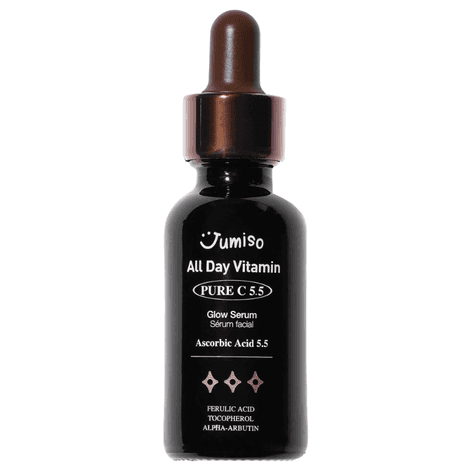 Jumiso
All Day Vitamin
PURE C 5.5
Glow Serum
Sérum facial
Ascorbic Acid 5.5
FERULIC ACID
TOCOPHEROL
ALPHA-ARBUTIN